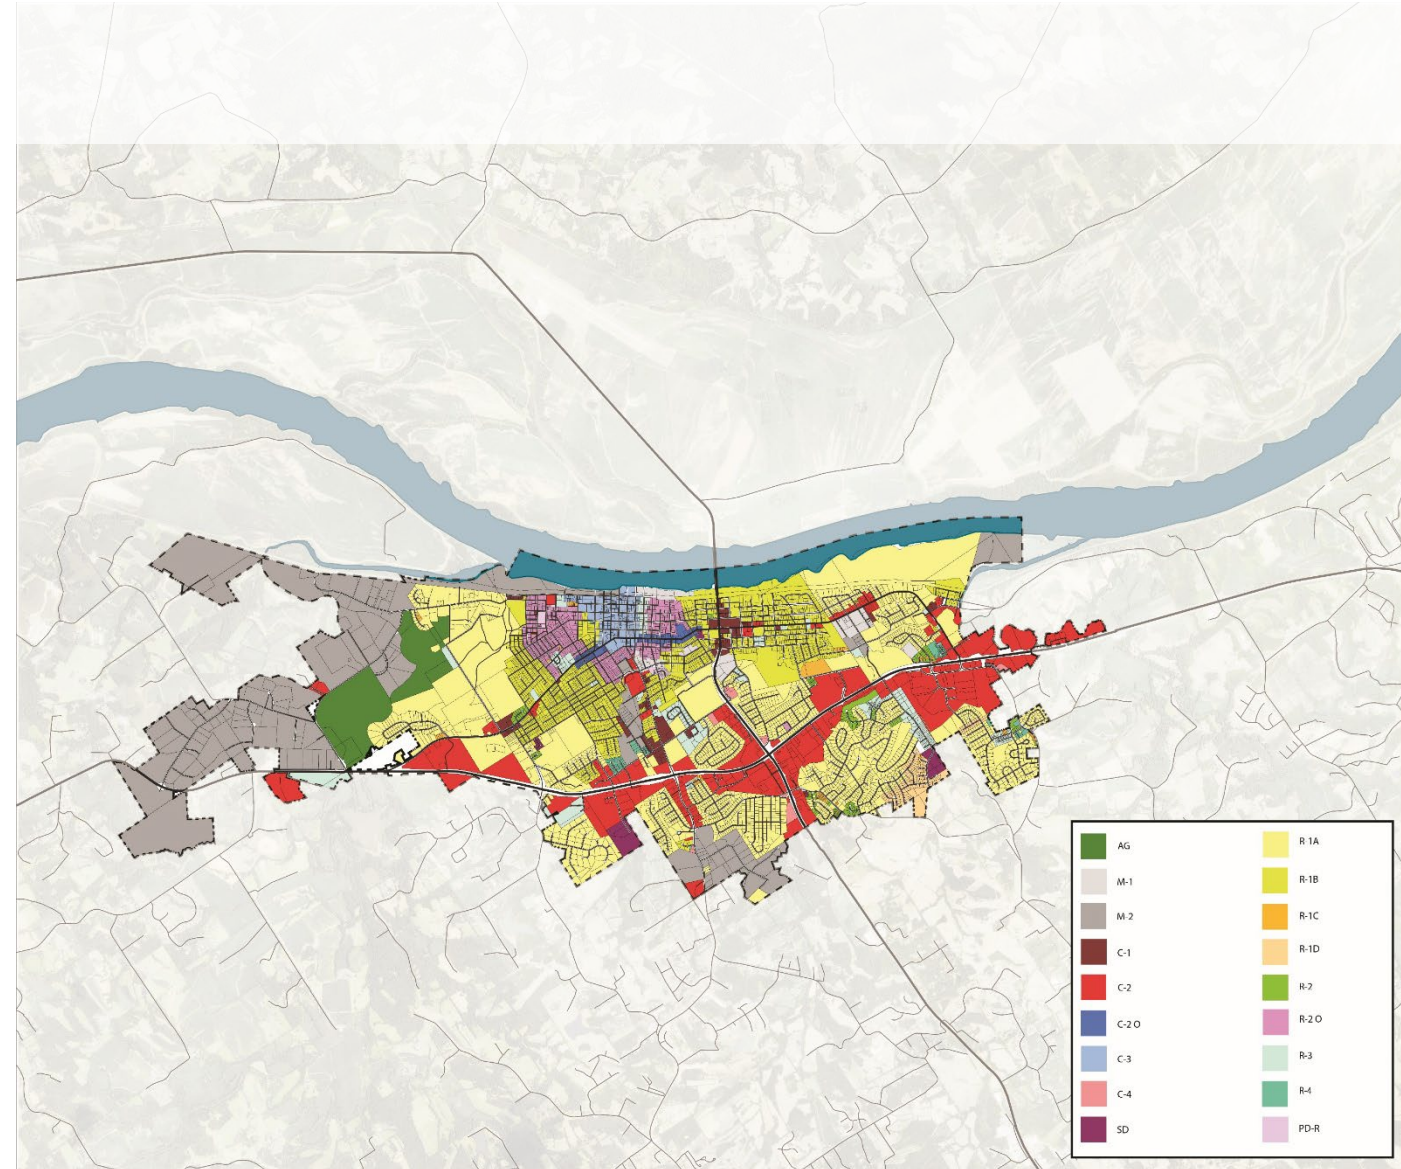 AG
M-1
M-2
C-1
C-2
C-2 O
C-3
C-4
SD
R-1A
R-1B
R-1C
R-1D
R-2
R-2 O
R-3
R-4
PD-R